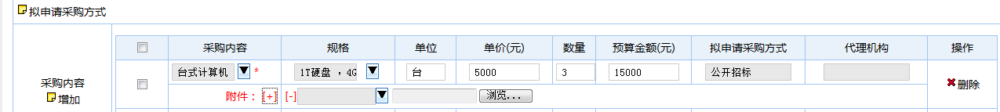 拟申请采购方式
采购内容 规格 单位 单价(元) 数量 预算金额(元) 拟申请采购方式 代理机构 操作
采购内容
增加
台式计算机 * 1T硬盘 ，4G 台 5000 3 15000 公开招标
删除
附件： [+] [-] 浏览...